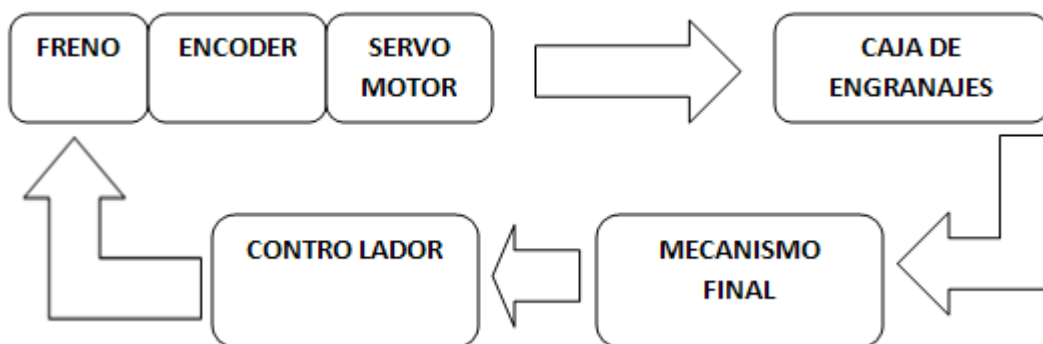 FRENO
ENCODER
SERVO
MOTOR
CAJA DE
ENGRANAJES
CONTRO LADOR
MECANISMO
FINAL